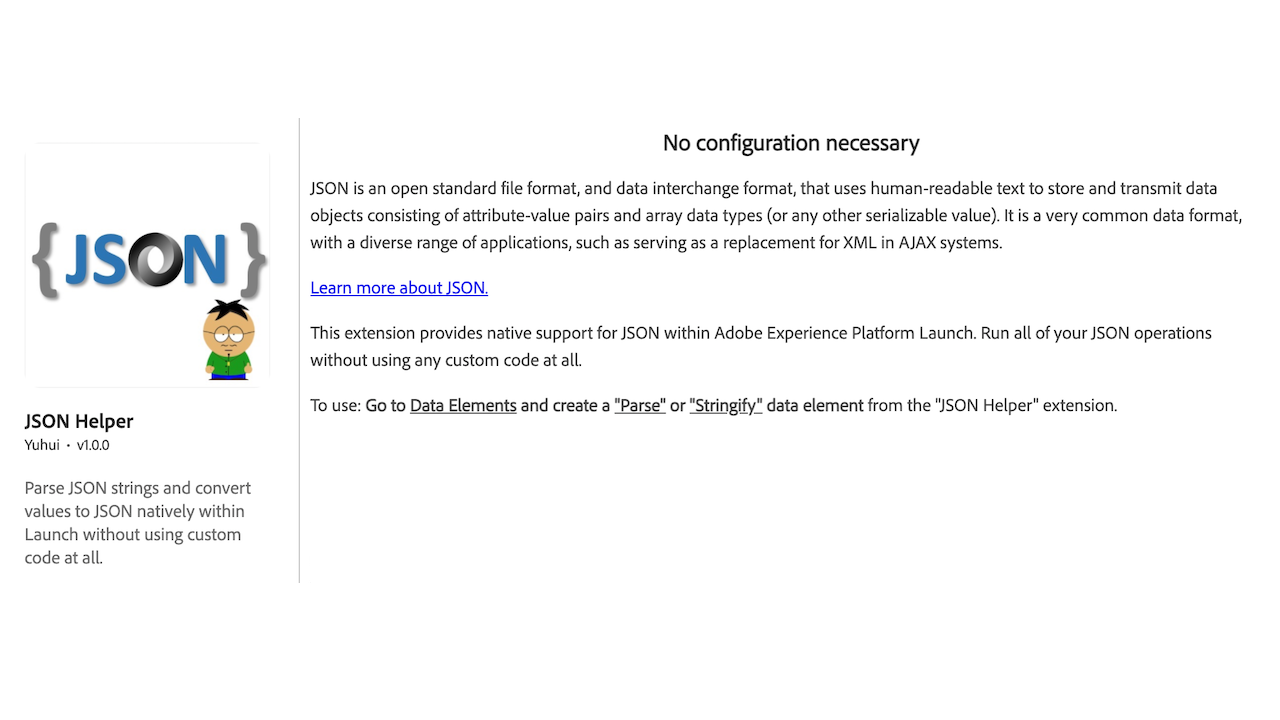 {JSON}
JSON Helper
Yuhui • v1.0.0
Parse JSON strings and convert
values to JSON natively within
Launch without using custom
code at all.
No configuration necessary
JSON is an open standard file format, and data interchange format, that uses human-readable text to store and transmit data
objects consisting of attribute-value pairs and array data types (or any other serializable value). It is a very common data format,
with a diverse range of applications, such as serving as a replacement for XML in AJAX systems.
Learn more about JSON.
This extension provides native support for JSON within Adobe Experience Platform Launch. Run all of your JSON operations
without using any custom code at all.
To use: Go to Data Elements and create a "Parse" or "Stringify" data element from the "JSON Helper" extension.